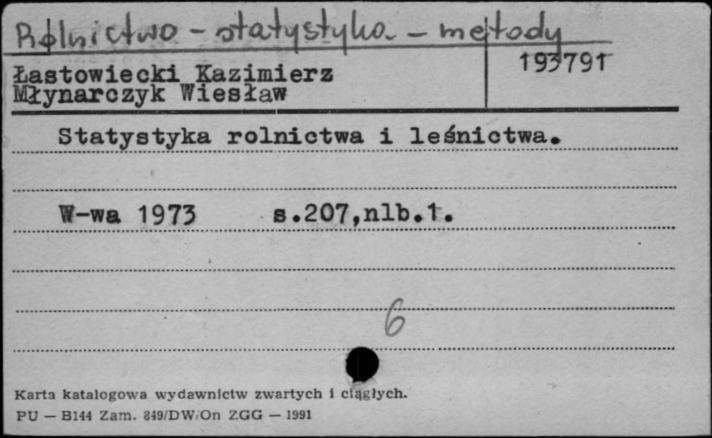 Rolnictwo - statystyka - metody
193791
Łastowiecki Kazimierz
Młynarczyk Wiesław
Statystyka rolnictwa i leśnictwa.
W-wa 1973 s.207,nlb.1.
6
Karta katalogowa wydawnictw zwartych i ciągłych.
PU — B144 Zam. 849/DW/On ZGG — 1991